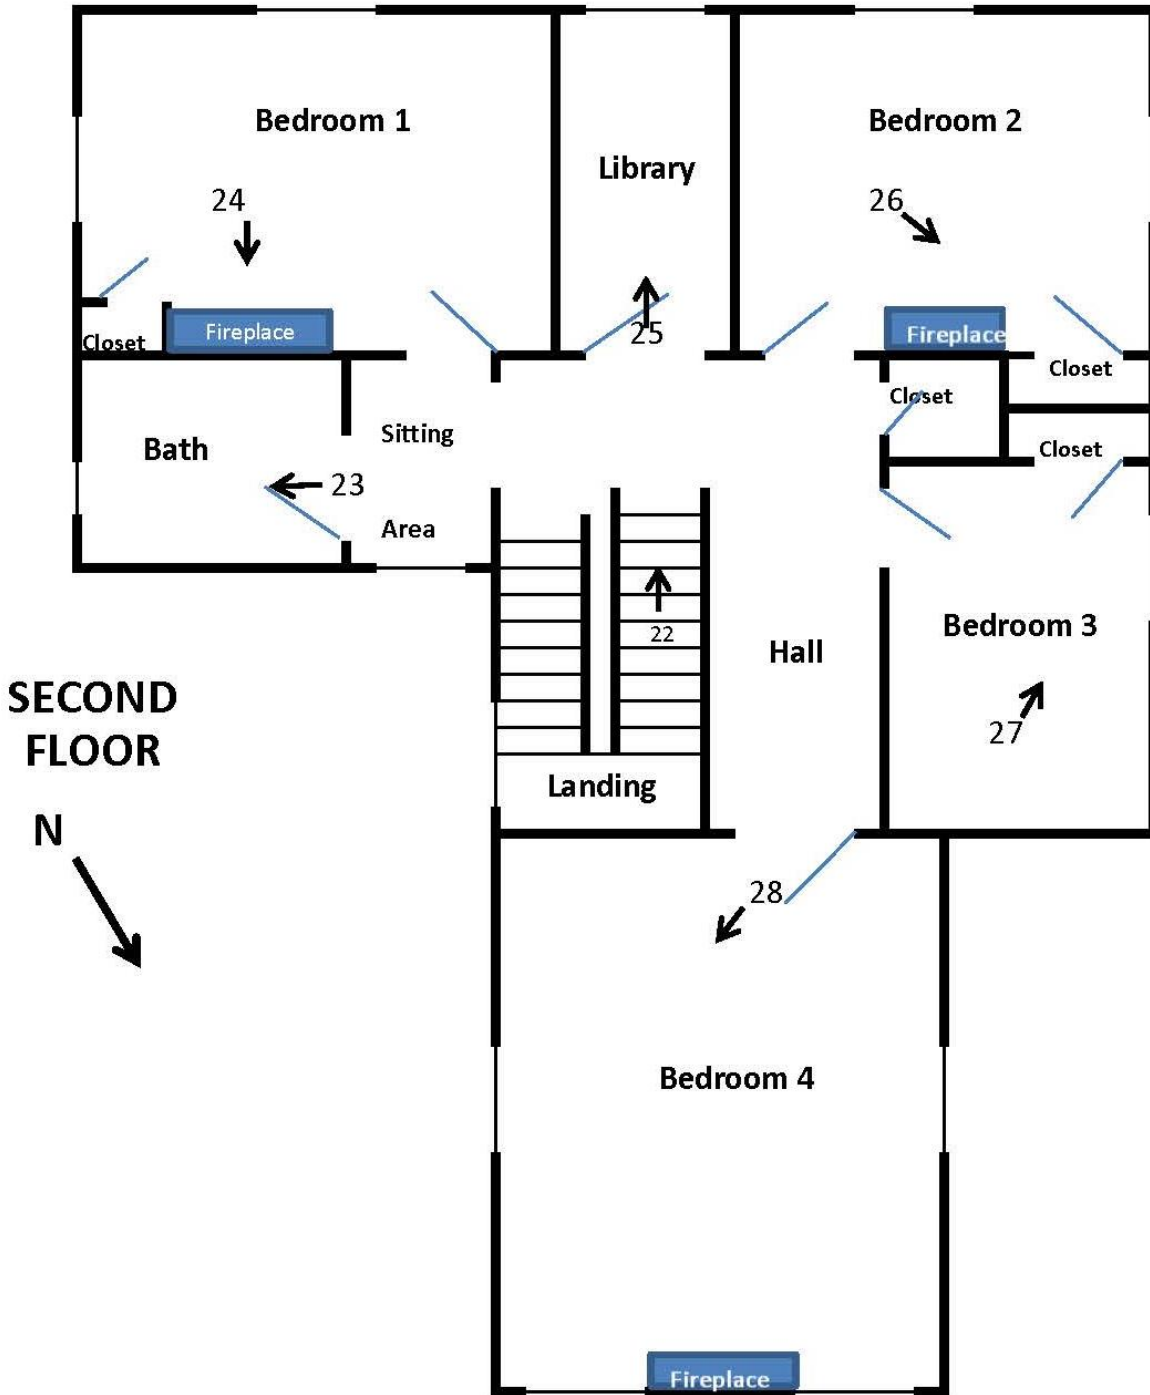 Bedroom 1
Bedroom 2
Library
24
26
25
Fireplace
Fireplace
Closet
Closet
Closet
Closet
Sitting
Bath
23
Area
22
Bedroom 3
Hall
SECOND
FLOOR
27
Landing
N
28
Bedroom 4
Fireplace